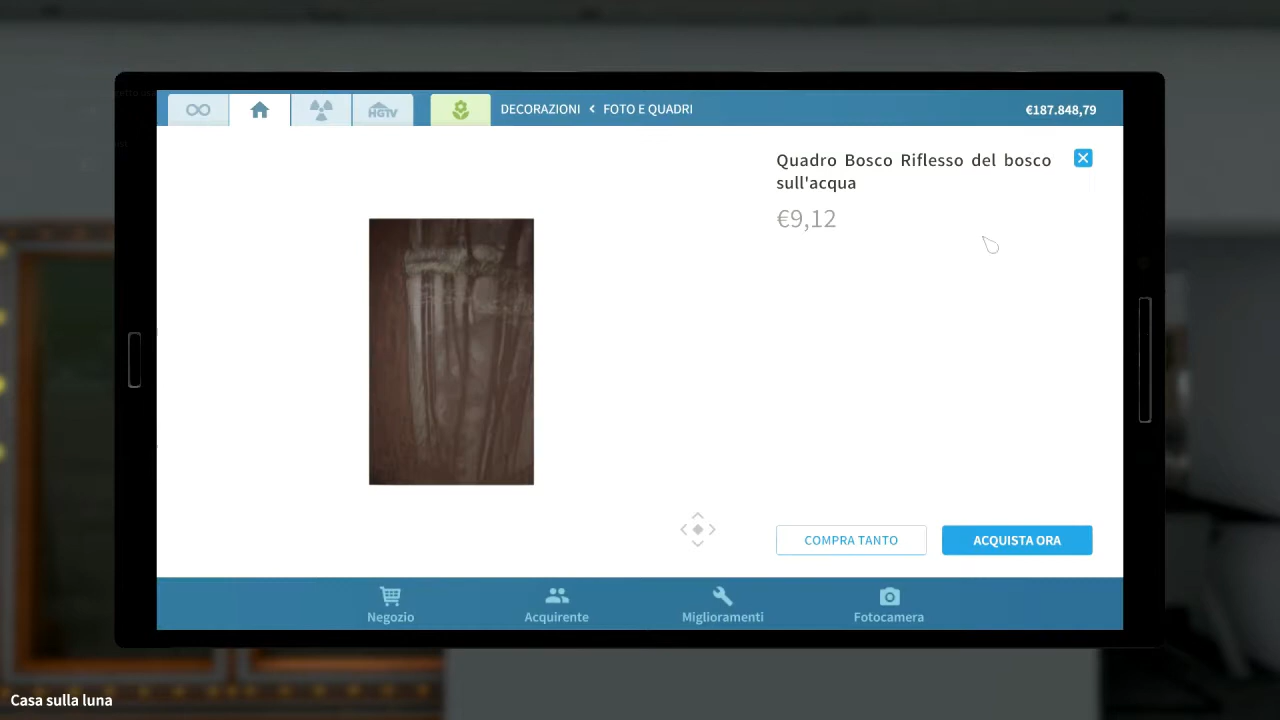 HGTV
DECORAZIONI < FOTO E QUADRI
€187.848,79
Quadro Bosco Riflesso del bosco
sull'acqua
€9,12
COMPRA TANTO
ACQUISTA ORA
Negozio
Acquirente
Miglioramenti
Fotocamera
Casa sulla luna